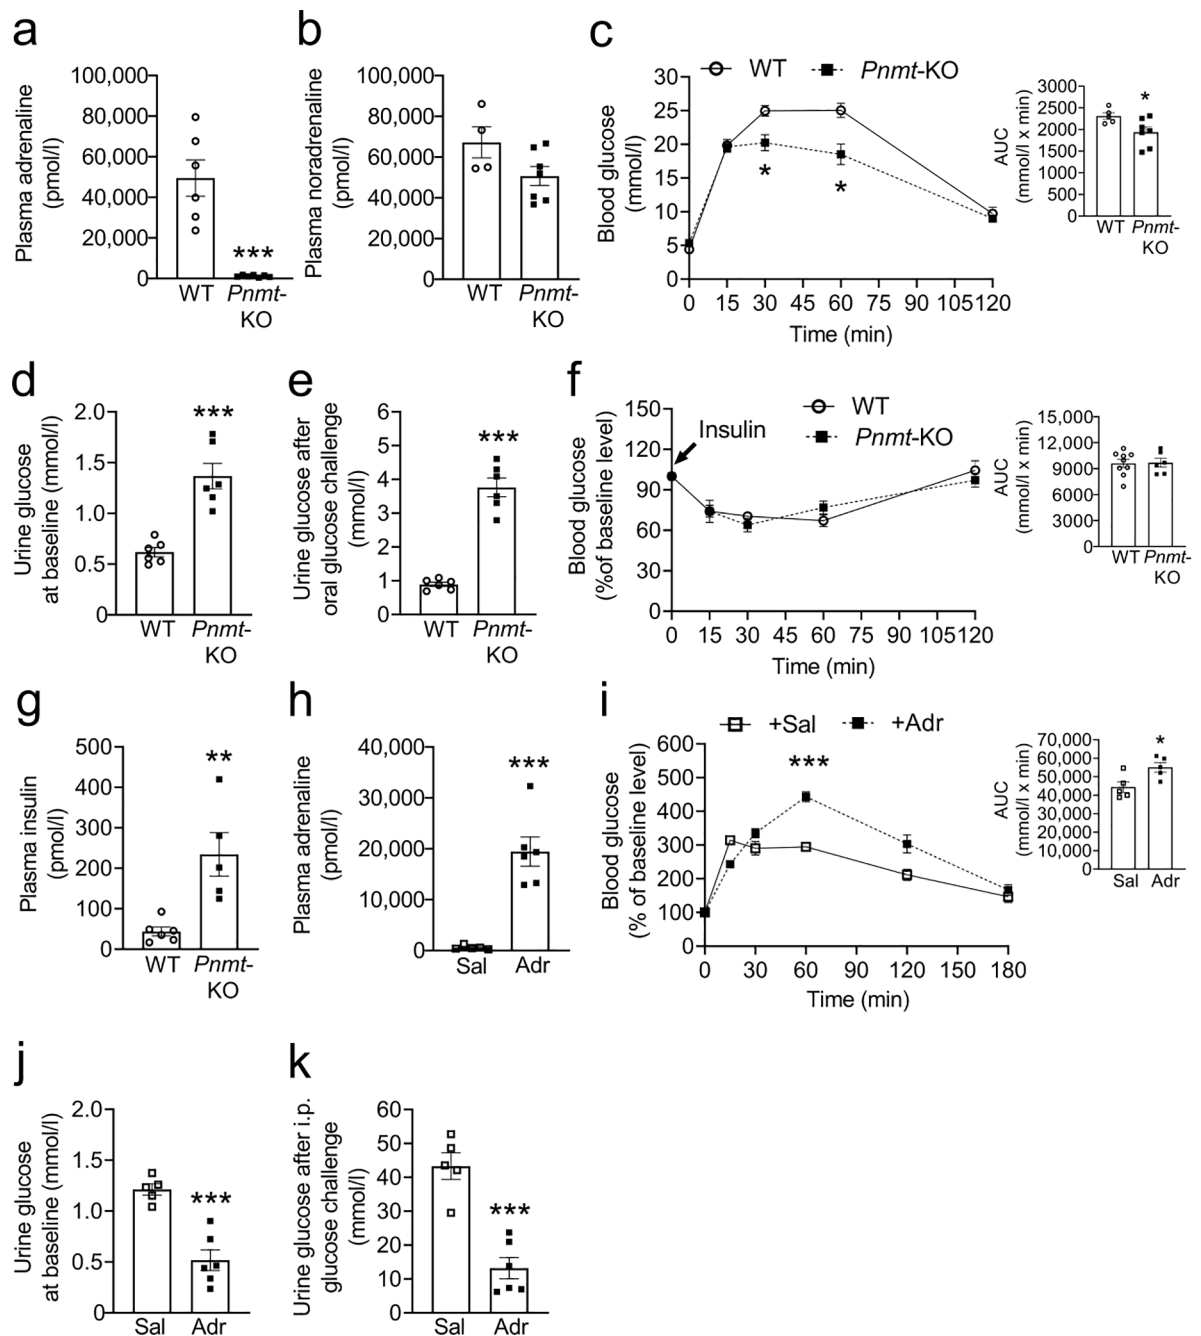 a
Plasma adrenaline
(pmol/l)
100,000
80,000
60,000
40,000
20,000
0
***
WT
Pnmt-
KO
b
Plasma noradrenaline
(pmol/l)
100,000
80,000
60,000
40,000
20,000
0
WT
Pnmt-
KO
c
WT
Pnmt-KO
Blood glucose
(mmol/l)
30
25
20
15
10
5
0
*
*
0 15 30 45 60 75 90 105 120
Time (min)
AUC
(mmol/l x min)
3000
2500
2000
1500
1000
500
0
*
WT
Pnmt-
KO
d
Urine glucose
at baseline (mmol/l)
2.0
1.5
1.0
0.5
0
***
WT
Pnmt-
KO
e
Urine glucose after
oral glucose challenge
(mmol/l)
6
5
4
3
2
1
0
***
WT
Pnmt-
KO
f
WT
Pnmt-KO
Insulin
Blood glucose
(%of baseline level)
150
120
90
60
30
0
0 15 30 45 60 75 90 105 120
Time (min)
AUC
(mmol/l x min)
15,000
12,000
9000
6000
3000
0
WT
Pnmt-
KO
g
Plasma insulin
(pmol/l)
500
400
300
200
100
0
**
WT
Pnmt-
KO
h
Plasma adrenaline
(pmol/l)
40,000
30,000
20,000
10,000
0
***
Sal
Adr
i
+Sal
+Adr
Blood glucose
(% of baseline level)
600
500
400
300
200
100
0
***
0 30 60 90 120 150 180
Time (min)
AUC
(mmol/l x min)
70,000
60,000
50,000
40,000
30,000
20,000
10,000
0
*
Sal
Adr
j
Urine glucose
at baseline (mmol/l)
2.0
1.5
1.0
0.5
0
***
Sal
Adr
k
Urine glucose after i.p.
glucose challenge
(mmol/l)
60
50
40
30
20
10
0
***
Sal
Adr